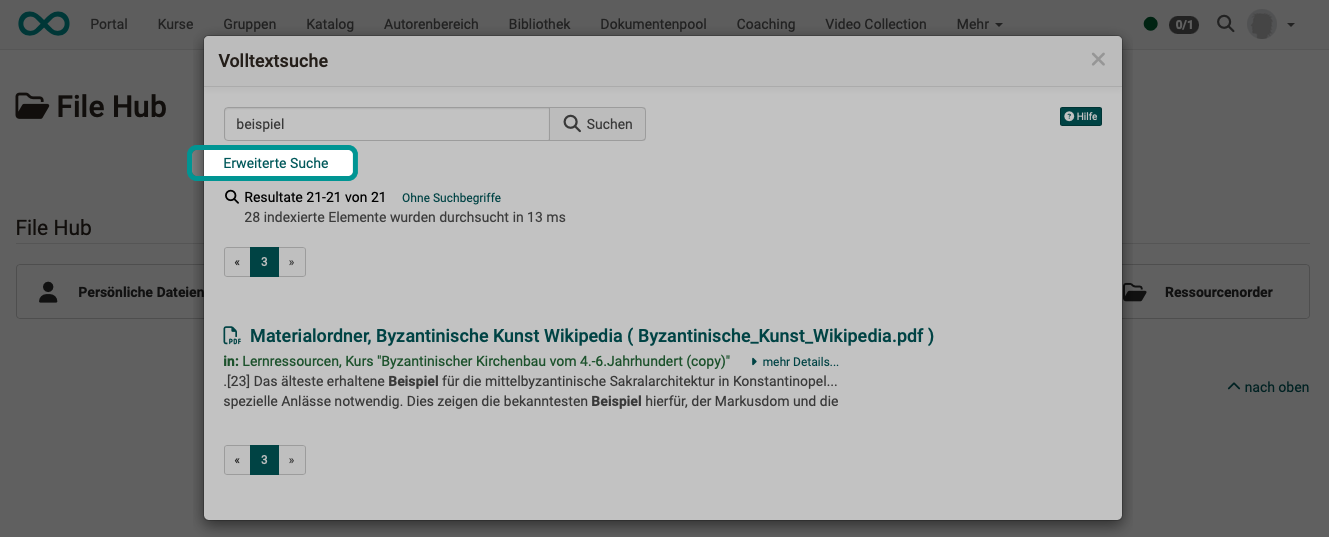 Portal Kurse Gruppen Katalog Autorenbereich Bibliothek Dokumentenpool Coaching Video Collection Mehr 0/1
Volltextsuche ×
File Hub
beispiel Suchen Hilfe
Erweiterte Suche
Resultate 21-21 von 21 Ohne Suchbegriffe
28 indexierte Elemente wurden durchsucht in 13 ms
File Hub
« 3 »
Persönliche Dateien Ressourcenorder
Materialordner, Byzantinische Kunst Wikipedia ( Byzantinische_Kunst_Wikipedia.pdf )
in: Lernressourcen, Kurs "Byzantinischer Kirchenbau vom 4.-6.Jahrhundert (copy)" mehr Details...
.[23] Das älteste erhaltene Beispiel für die mittelbyzantinische Sakralarchitektur in Konstantinopel...
spezielle Anlässe notwendig. Dies zeigen die bekanntesten Beispiel hierfür, der Markusdom und die
nach oben
« 3 »